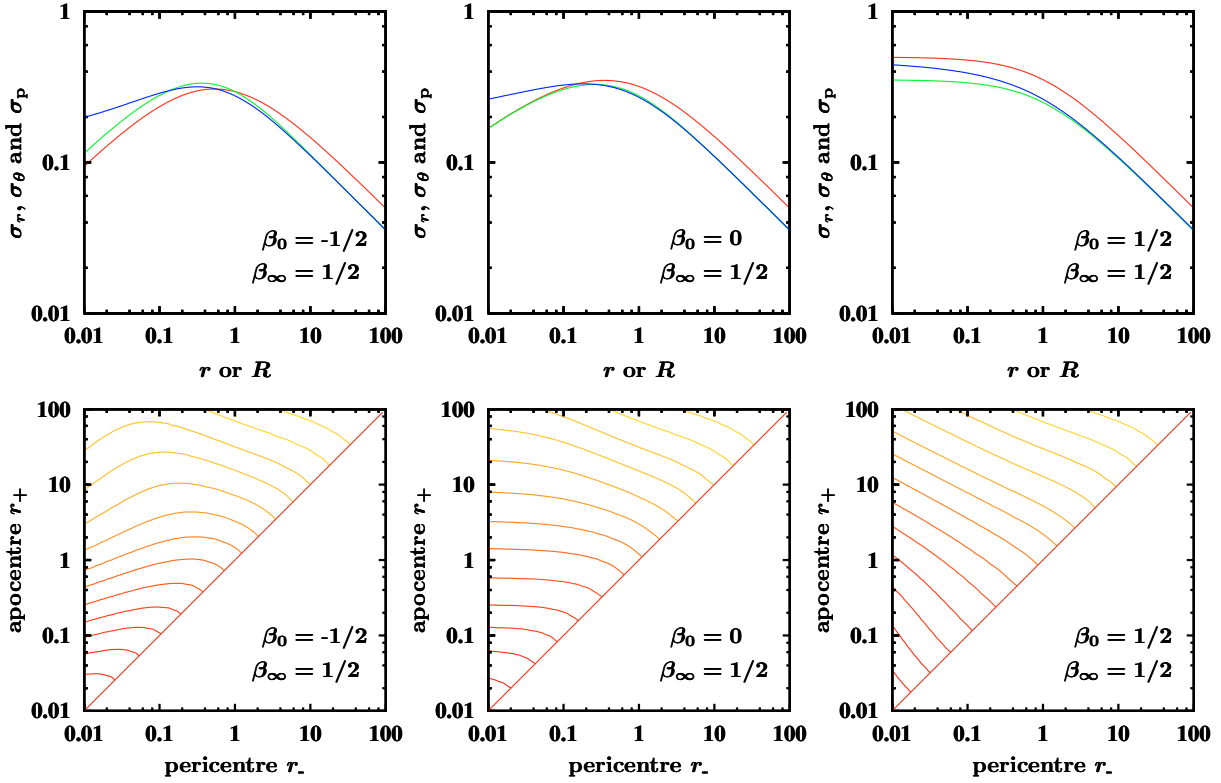 σr, σθ and σp
1
0.1
0.01
0.01 0.1 1 10 100
r or R
β0 = -1/2
β∞ = 1/2
σr, σθ and σp
1
0.1
0.01
0.01 0.1 1 10 100
r or R
β0 = 0
β∞ = 1/2
σr, σθ and σp
1
0.1
0.01
0.01 0.1 1 10 100
r or R
β0 = 1/2
β∞ = 1/2
apocentre r+
100
10
1
0.1
0.01
0.01 0.1 1 10 100
pericentre r-
β0 = -1/2
β∞ = 1/2
apocentre r+
100
10
1
0.1
0.01
0.01 0.1 1 10 100
pericentre r-
β0 = 0
β∞ = 1/2
apocentre r+
100
10
1
0.1
0.01
0.01 0.1 1 10 100
pericentre r-
β0 = 1/2
β∞ = 1/2